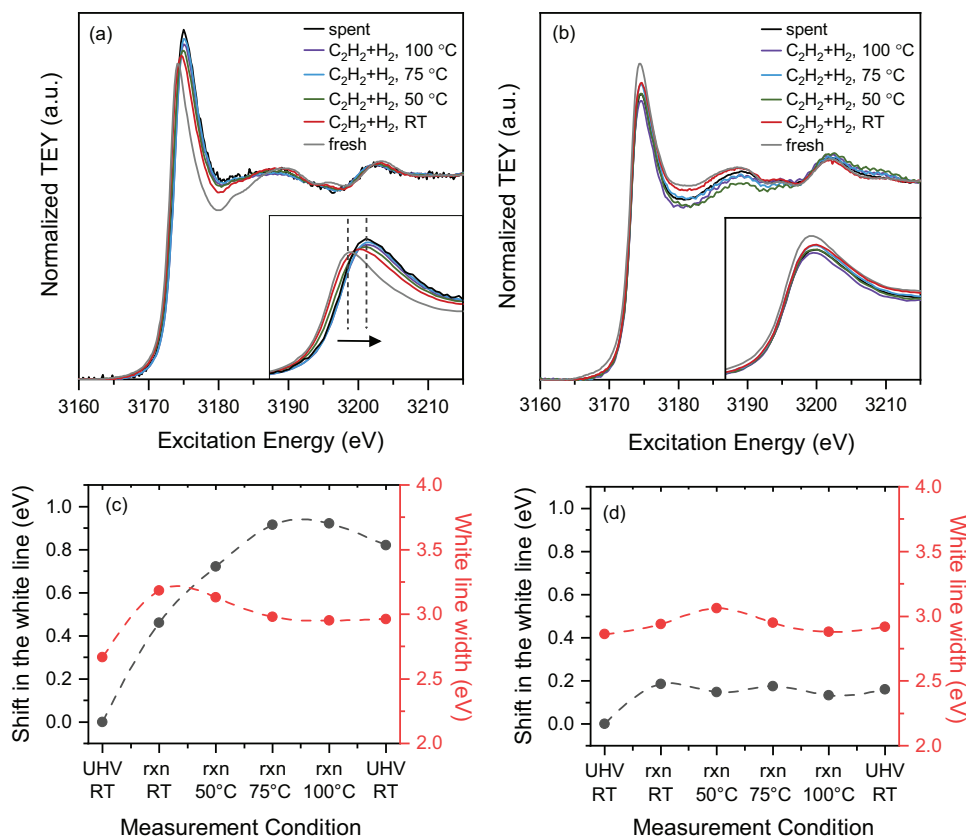 (a)
spent
C₂H₂+H₂, 100 °C
C₂H₂+H₂, 75 °C
C₂H₂+H₂, 50 °C
C₂H₂+H₂, RT
fresh
Normalized TEY (a.u.)
3160 3170 3180 3190 3200 3210
Excitation Energy (eV)
(b)
spent
C₂H₂+H₂, 100 °C
C₂H₂+H₂, 75 °C
C₂H₂+H₂, 50 °C
C₂H₂+H₂, RT
fresh
Normalized TEY (a.u.)
3160 3170 3180 3190 3200 3210
Excitation Energy (eV)
(c)
Shift in the white line (eV)
1.0
0.8
0.6
0.4
0.2
0.0
4.0
3.5
3.0
2.5
2.0
White line width
(eV)
UHV rxn rxn rxn rxn UHV
RT RT 50°C 75°C 100°C RT
Measurement Condition
(d)
Shift in the white line (eV)
1.0
0.8
0.6
0.4
0.2
0.0
4.0
3.5
3.0
2.5
2.0
White line width
(eV)
UHV rxn rxn rxn rxn UHV
RT RT 50°C 75°C 100°C RT
Measurement Condition